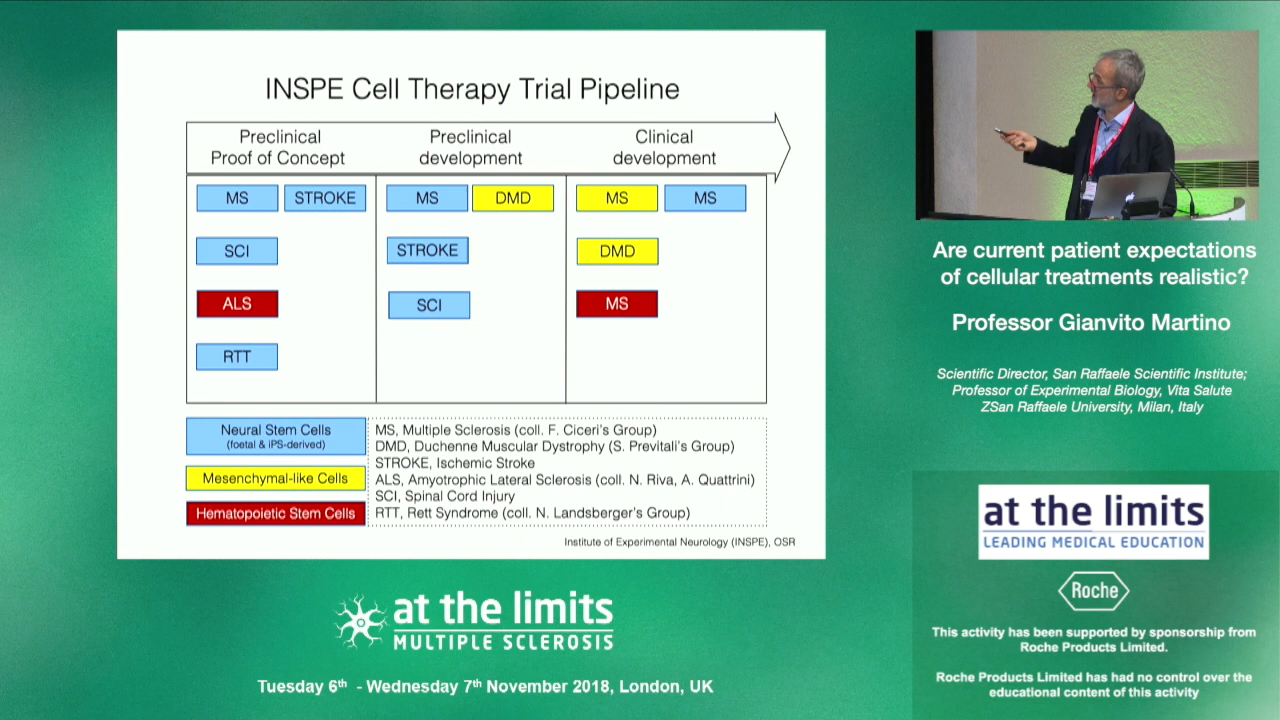 INSPE Cell Therapy Trial Pipeline
Preclinical
Proof of Concept
Preclinical
development
Clinical
development
MS
STROKE
MS
DMD
MS
MS
SCI
STROKE
DMD
ALS
SCI
MS
RTT
Neural Stem Cells
(foetal & iPS-derived)
Mesenchymal-like Cells
Hematopoietic Stem Cells
MS, Multiple Sclerosis (coll. F. Ciceri's Group)
DMD, Duchenne Muscular Dystrophy (S. Previtali's Group)
STROKE, Ischemic Stroke
ALS, Amyotrophic Lateral Sclerosis (coll. N. Riva, A. Quattrini)
SCI, Spinal Cord Injury
RTT, Rett Syndrome (coll. N. Landsberger's Group)
Institute of Experimental Neurology (INSPE), OSR
at the limits
MULTIPLE SCLEROSIS
Tuesday 6th - Wednesday 7th November 2018, London, UK
Are current patient expectations
of cellular treatments realistic?
Professor Gianvito Martino
Scientific Director, San Raffaele Scientific Institute;
Professor of Experimental Biology, Vita Salute
ZSan Raffaele University, Milan, Italy
at the limits
LEADING MEDICAL EDUCATION
Roche
This activity has been supported by sponsorship from
Roche Products Limited.
Roche Products Limited has had no control over the
educational content of this activity